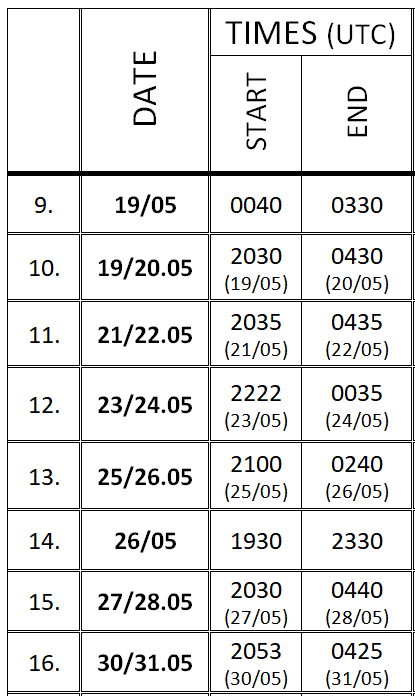 DATE
TIMES (UTC)
START
END
9. 19/05 0040 0330
10. 19/20.05 2030 0430
(19/05) (20/05)
11. 21/22.05 2035 0435
(21/05) (22/05)
12. 23/24.05 2222 0035
(23/05) (24/05)
13. 25/26.05 2100 0240
(25/05) (26/05)
14. 26/05 1930 2330
15. 27/28.05 2030 0440
(27/05) (28/05)
16. 30/31.05 2053 0425
(30/05) (31/05)